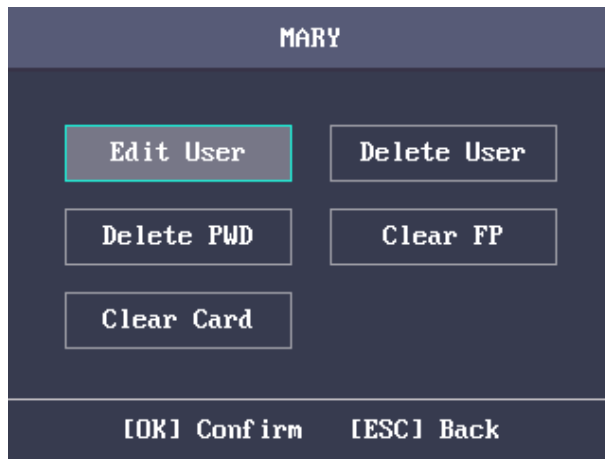 MARY
Edit User Delete User
Delete PWD Clear FP
Clear Card
[OK] Confirm [ESC] Back